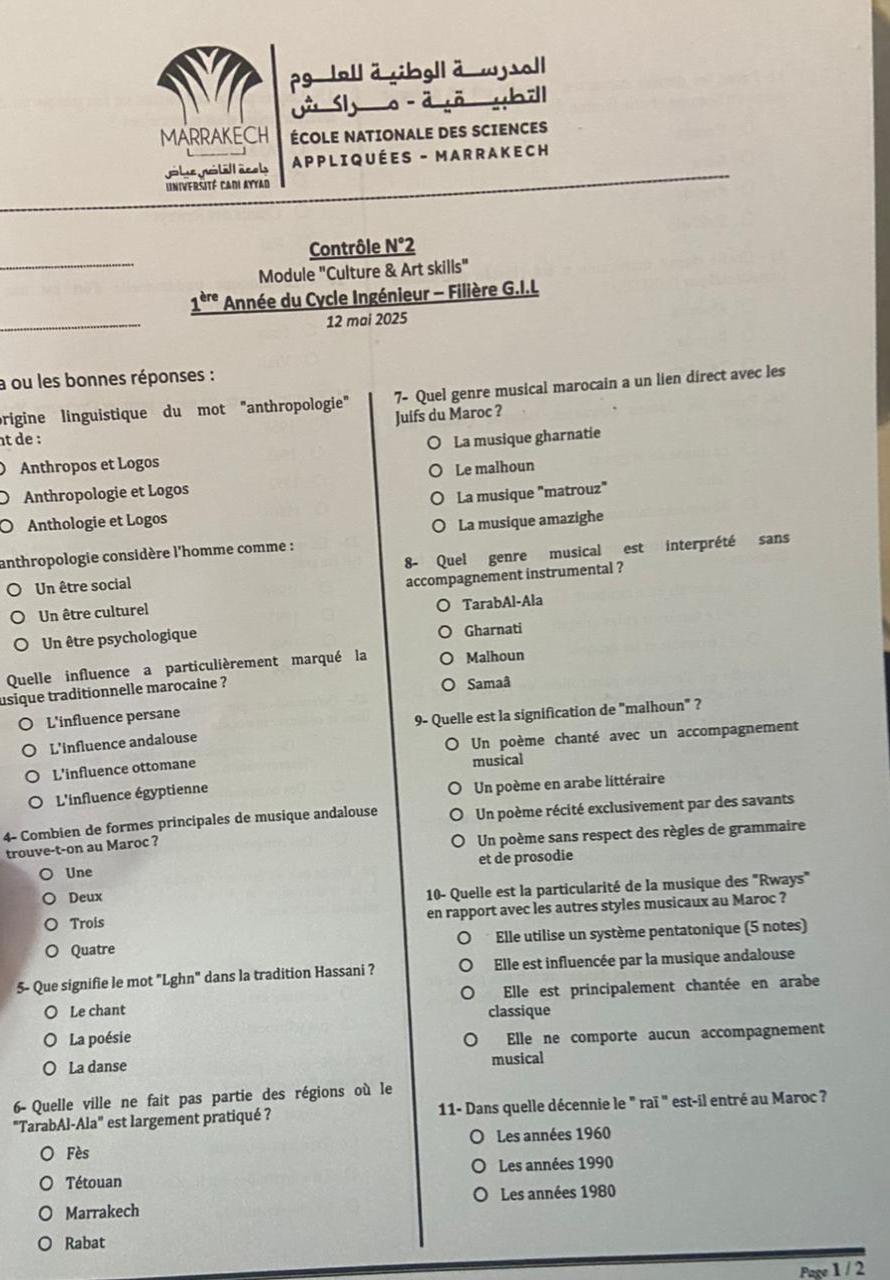 المدرسة الوطنية للعلوم
التطبيقية - مراكش
MARRAKECH
ÉCOLE NATIONALE DES SCIENCES
APPLIQUÉES - MARRAKECH
جامعة القاضي عياض
UNIVERSITÉ CADI AYYAD
Contrôle N°2
Module "Culture & Art skills"
1ère Année du Cycle Ingénieur – Filière G.I.L
12 mai 2025
ou les bonnes réponses :
linguistique du mot "anthropologie"
de :
O Anthropos et Logos
O Anthropologie et Logos
O Anthologie et Logos
anthropologie considère l'homme comme :
O Un être social
O Un être culturel
O Un être psychologique
Quelle influence a particulièrement marqué la
traditionnelle marocaine ?
O L'influence persane
O L'influence andalouse
O L'influence ottomane
O L'influence égyptienne
4- Combien de formes principales de musique andalouse
trouve-t-on au Maroc ?
O Une
O Deux
O Trois
O Quatre
5- Que signifie le mot "Lghn" dans la tradition Hassani ?
O Le chant
O La poésie
O La danse
6- Quelle ville ne fait pas partie des régions où le
"TarabAl-Ala" est largement pratiqué ?
O Fès
O Tétouan
O Marrakech
O Rabat
7- Quel genre musical marocain a un lien direct avec les
Juifs du Maroc ?
O La musique gharnatie
O Le malhoun
O La musique "matrouz"
O La musique amazighe
8- Quel genre musical est interprété sans
accompagnement instrumental ?
O TarabAl-Ala
O Gharnati
O Malhoun
O Samaâ
9- Quelle est la signification de "malhoun" ?
O Un poème chanté avec un accompagnement
musical
O Un poème en arabe littéraire
O Un poème récité exclusivement par des savants
O Un poème sans respect des règles de grammaire
et de prosodie
10- Quelle est la particularité de la musique des "Rways"
en rapport avec les autres styles musicaux au Maroc ?
O Elle utilise un système pentatonique (5 notes)
O Elle est influencée par la musique andalouse
O Elle est principalement chantée en arabe
classique
O Elle ne comporte aucun accompagnement
musical
11- Dans quelle décennie le " raï " est-il entré au Maroc ?
O Les années 1960
O Les années 1990
O Les années 1980
Page 1 / 2